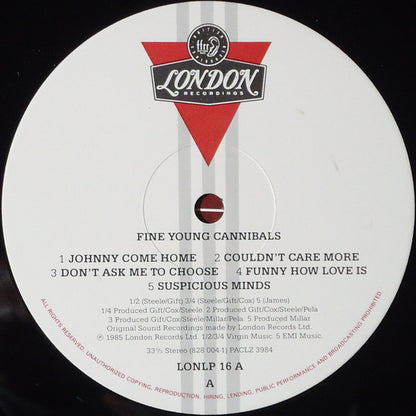 LONDON
RECORDINGS
FINE YOUNG CANNIBALS
1 JOHNNY COME HOME 2 COULDN'T CARE MORE
3 DON'T ASK ME TO CHOOSE 4 FUNNY HOW LOVE IS
5 SUSPICIOUS MINDS
1/2 (Steele/Gift) 3/4 (Steele/Gift/Cox) 5 (James)
1/4 Produced Gift/Cox/Steele. 2 Produced Gift/Cox/Steele/Pela
3 Produced Gift/Cox/Steele/Millar/Pela. 5 Produced Millar
Original Sound Recordings made by London Records Ltd.
℗ 1985 London Records Ltd. 1/2/3/4 Virgin Music. 5 EMI Music.
33⅓ Stereo (828 004-1) PACLZ 3984
LONLP 16 A
A
ALL RIGHTS RESERVED. UNAUTHORIZED COPYING, REPRODUCTION, HIRING, LENDING, PUBLIC PERFORMANCE AND BROADCASTING PROHIBITED.